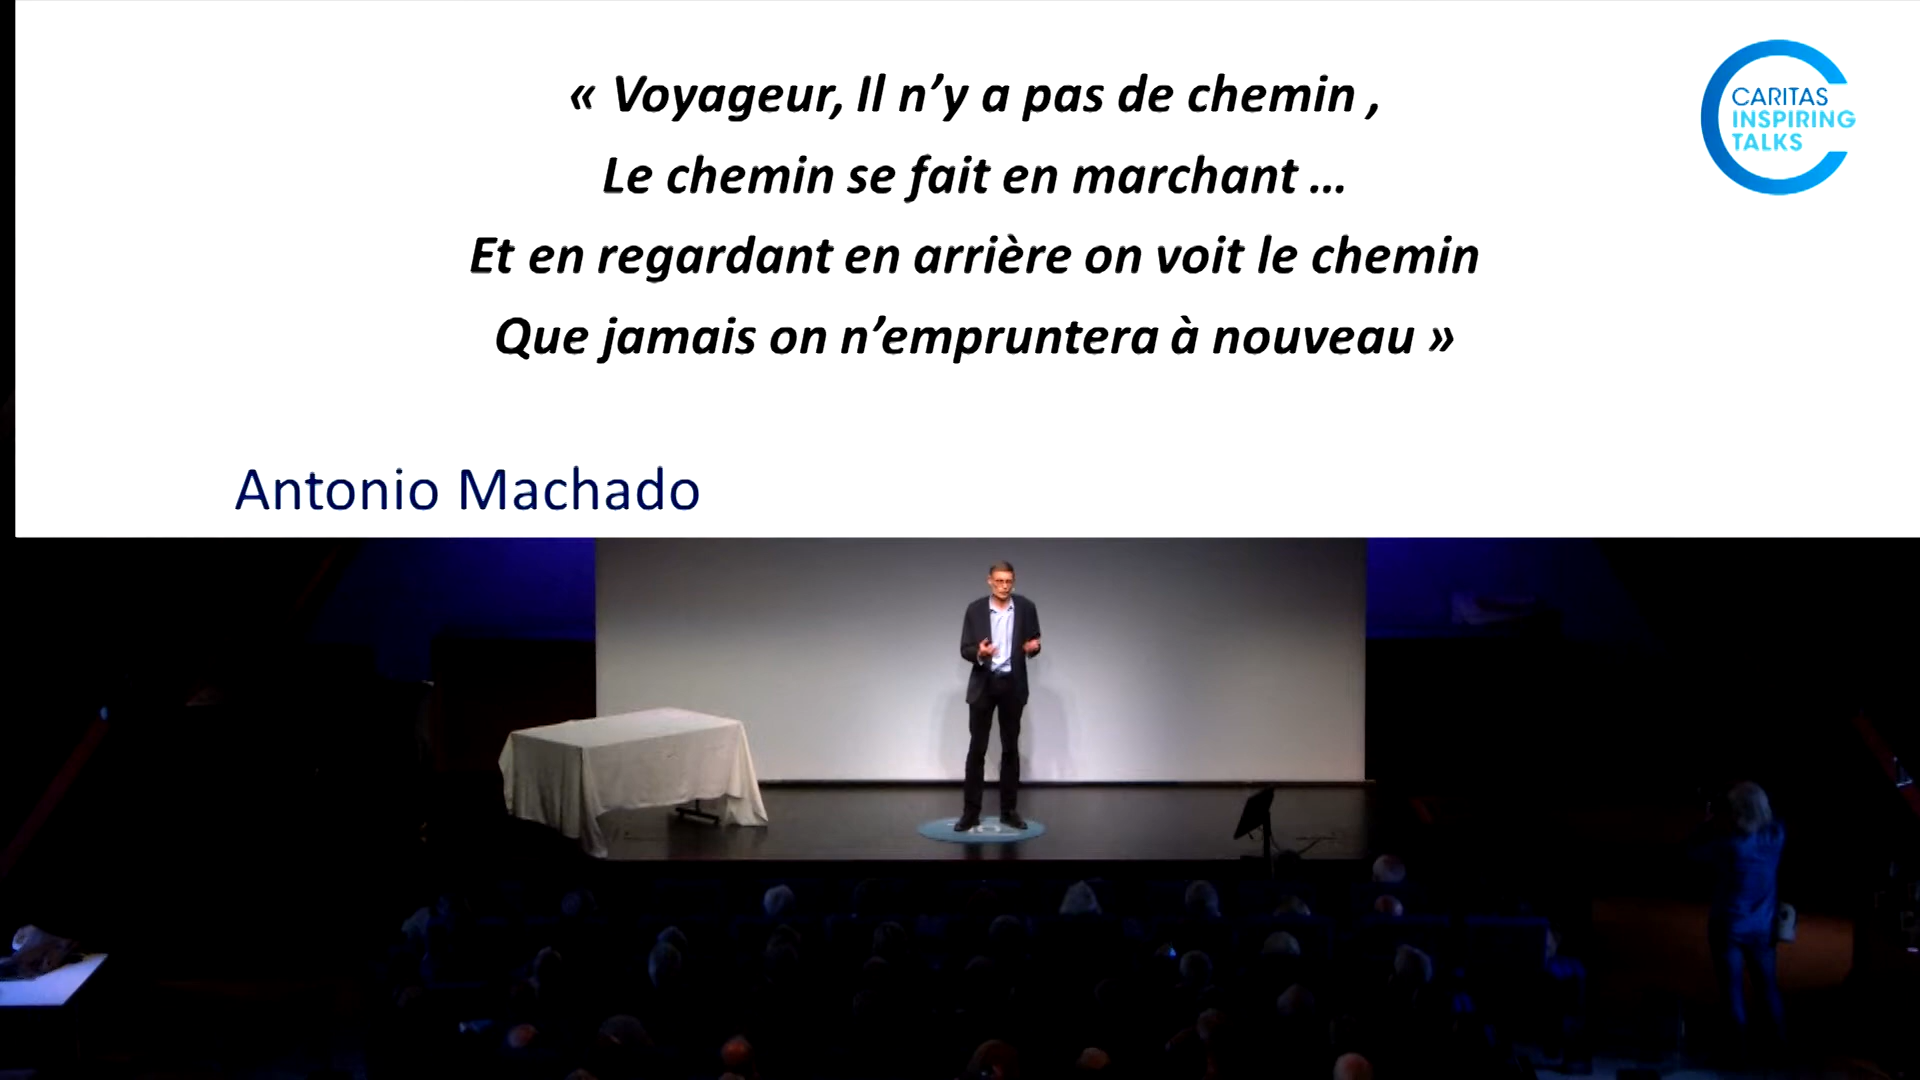 « Voyageur, Il n’y a pas de chemin ,
Le chemin se fait en marchant ...
Et en regardant en arrière on voit le chemin
Que jamais on n’empruntera à nouveau »
Antonio Machado
CARITAS
INSPIRING
TALKS